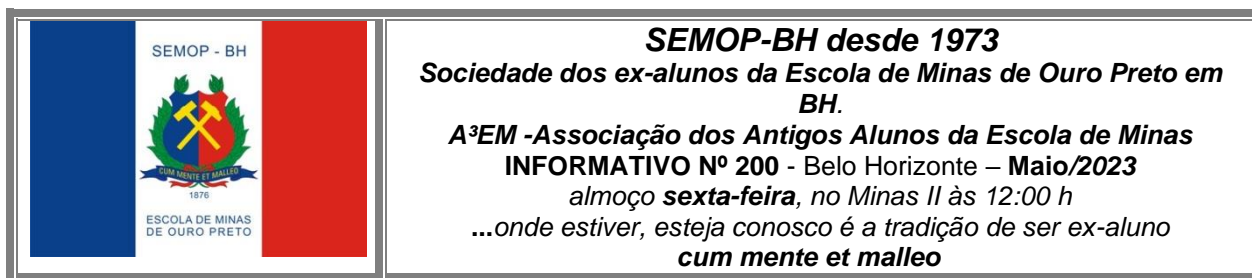 SEMOP - BH
CUM MENTE ET MALLEO
1876
ESCOLA DE MINAS
DE OURO PRETO
SEMOP-BH desde 1973
Sociedade dos ex-alunos da Escola de Minas de Ouro Preto em
BH.
A³EM -Associação dos Antigos Alunos da Escola de Minas
INFORMATIVO Nº 200 - Belo Horizonte – Maio/2023
almoço sexta-feira, no Minas II às 12:00 h
...onde estiver, esteja conosco é a tradição de ser ex-aluno
cum mente et malleo